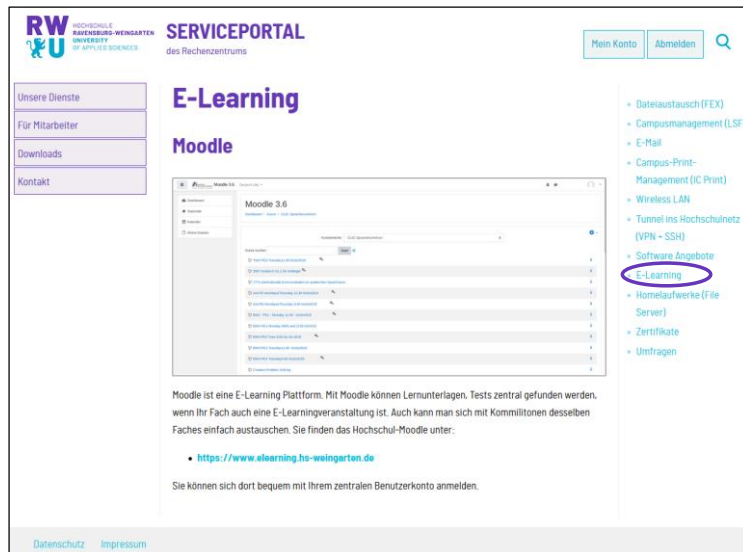 HOCHSCHULE
RAVENSBURG-WEINGARTEN
UNIVERSITY
OF APPLIED SCIENCES
RWU
SERVICEPORTAL
des Rechenzentrums
Mein Konto
Abmelden
Unsere Dienste
Für Mitarbeiter
Downloads
Kontakt
E-Learning
Moodle
Moodle 3.6
Moodle 3.6
Moodle ist eine E-Learning Plattform. Mit Moodle können Lernunterlagen, Tests zentral gefunden werden,
wenn Ihr Fach auch eine E-Learningveranstaltung ist. Auch kann man sich mit Kommilitonen desselben
Faches einfach austauschen. Sie finden das Hochschul-Moodle unter:
• https://www.elearning.hs-weingarten.de
Sie können sich dort bequem mit Ihrem zentralen Benutzerkonto anmelden.
» Dateiaustausch (FEX)
» Campusmanagement (LSF
» E-Mail
» Campus-Print-
Management (IC Print)
» Wireless LAN
» Tunnel ins Hochschulnetz
(VPN + SSH)
» Software Angebote
» E-Learning
» Homelaufwerke (File
Server)
» Zertifikate
» Umfragen
Datenschutz
Impressum